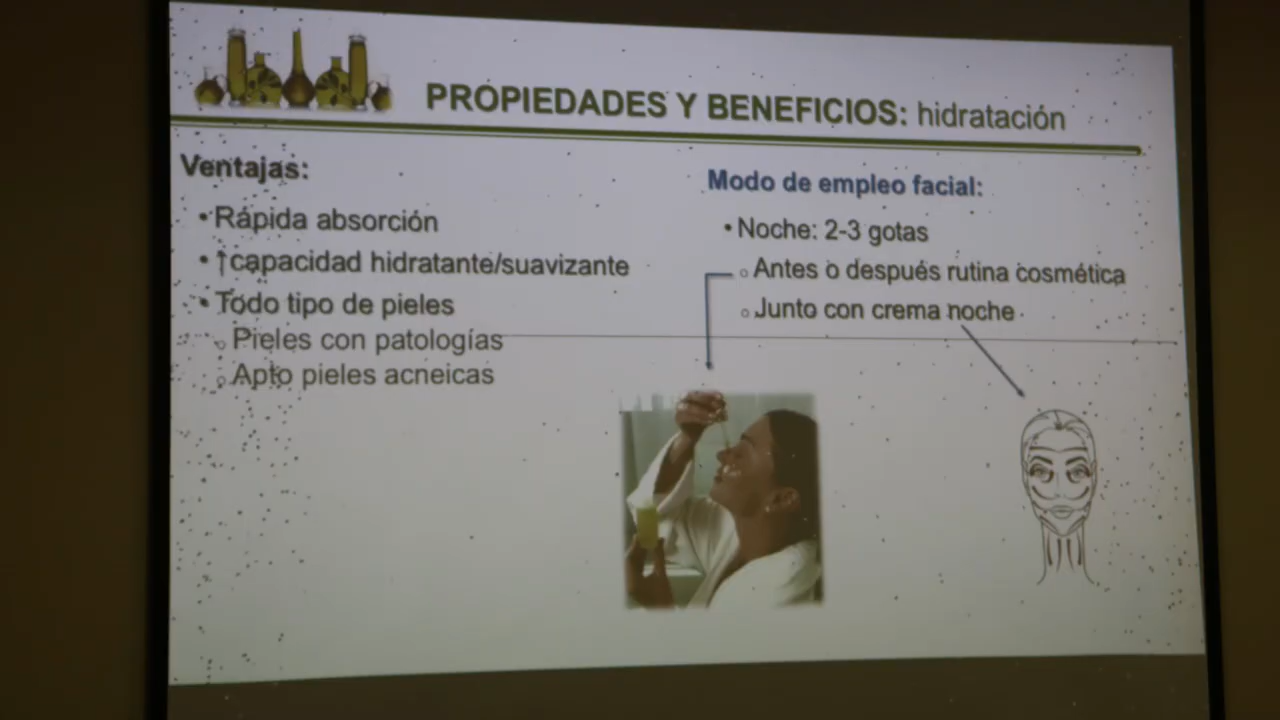 PROPIEDADES Y BENEFICIOS: hidratación
Ventajas:
• Rápida absorción
• ↑capacidad hidratante/suavizante
• Todo tipo de pieles
o Pieles con patologías
o Apto pieles acneicas
Modo de empleo facial:
• Noche: 2-3 gotas
o Antes o después rutina cosmética
o Junto con crema noche